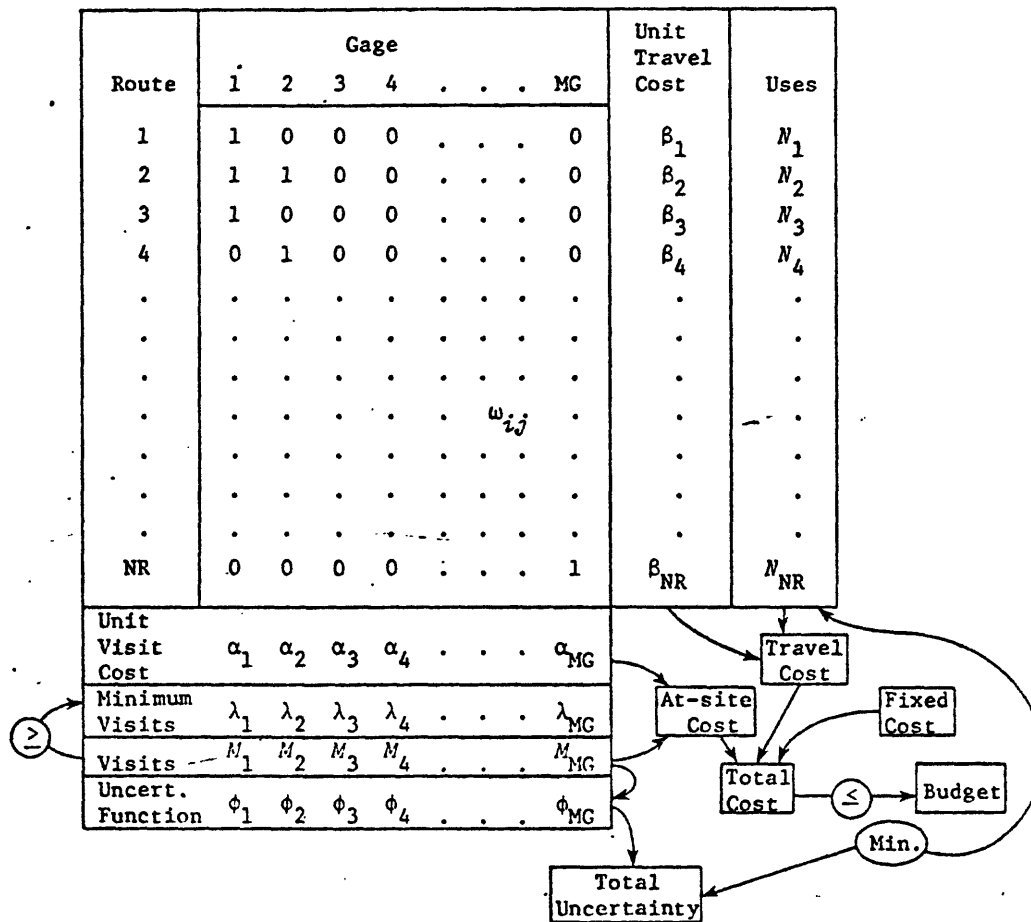 Gage
Route 1 2 3 4 . . . MG Unit Travel Cost Uses
1 1 0 0 0 . . . 0 β1 N1
2 1 1 0 0 . . . 0 β2 N2
3 1 0 0 0 . . . 0 β3 N3
4 0 1 0 0 . . . 0 β4 N4
. . . . . . . . . . .
. . . . . . . . . . .
. . . . . . . . . . .
. . . . . . . ωij . . .
. . . . . . . . . . .
. . . . . . . . . . .
. . . . . . . . . . .
NR 0 0 0 0 . . . 1 βNR NNR
Unit
Visit
Cost α1 α2 α3 α4 . . . αMG
Minimum
Visits λ1 λ2 λ3 λ4 . . . λMG
Visits M1 M2 M3 M4 . . . MMG
Uncert.
Function φ1 φ2 φ3 φ4 . . . φMG
≥
Travel
Cost
At-site
Cost
Fixed
Cost
Total
Cost
≤
Budget
Min.
Total
Uncertainty